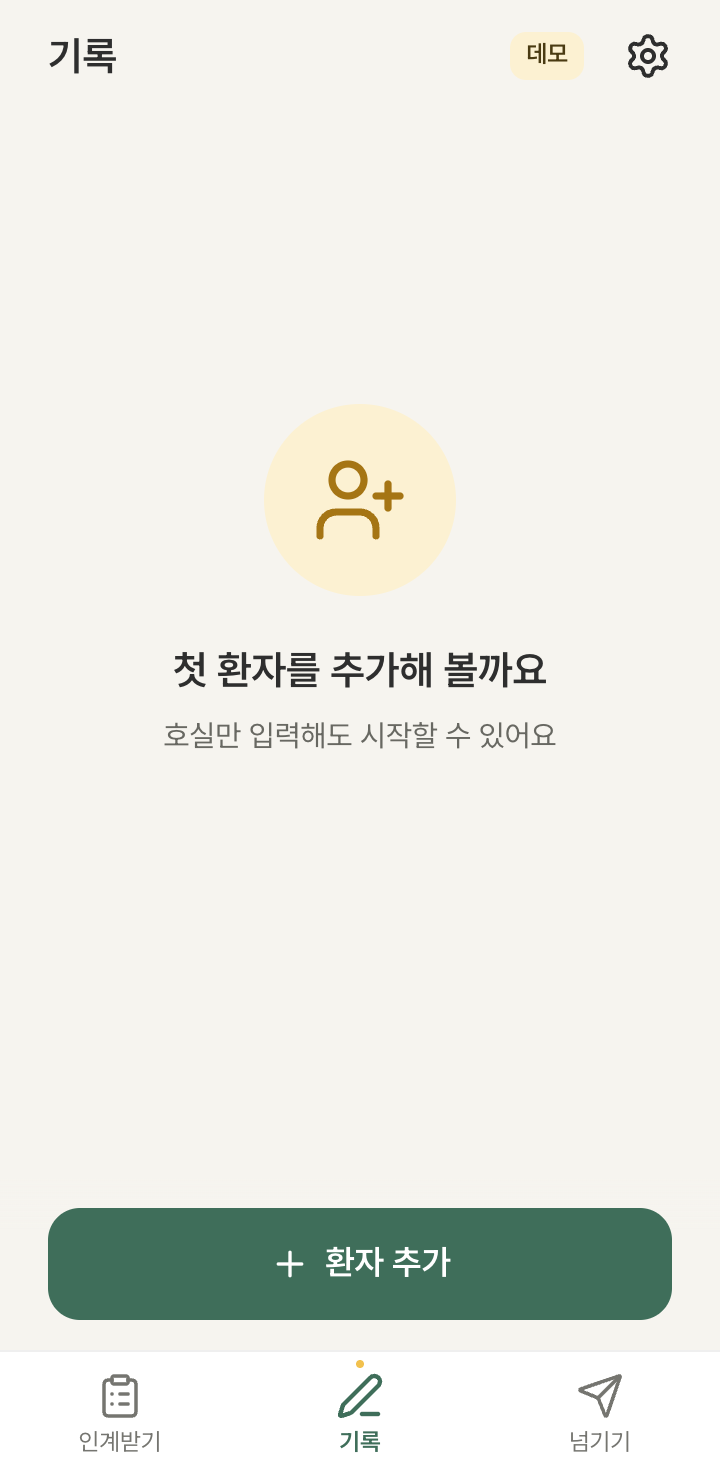 기록
데모
첫 환자를 추가해 볼까요
호실만 입력해도 시작할 수 있어요
환자 추가
인계받기
기록
넘기기